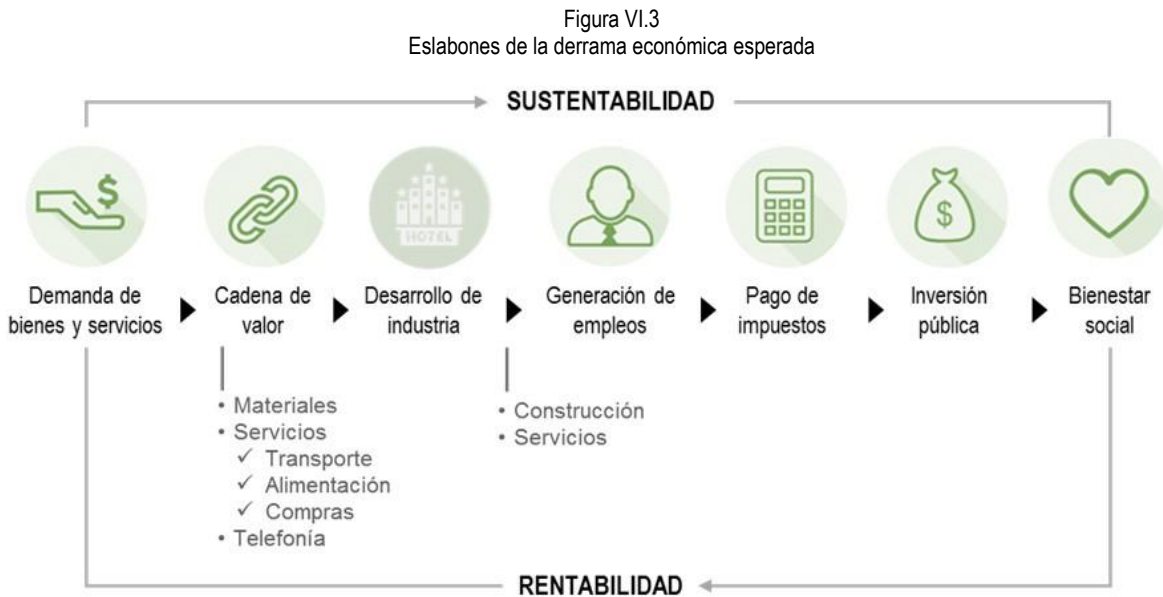 Figura VI.3
Eslabones de la derrama económica esperada
SUSTENTABILIDAD
$
HOTEL
$
Demanda de
bienes y servicios
Cadena de
valor
Desarrollo de
industria
Generación de
empleos
Pago de
impuestos
Inversión
pública
Bienestar
social
• Materiales
• Servicios
✓ Transporte
✓ Alimentación
✓ Compras
• Telefonía
• Construcción
• Servicios
RENTABILIDAD